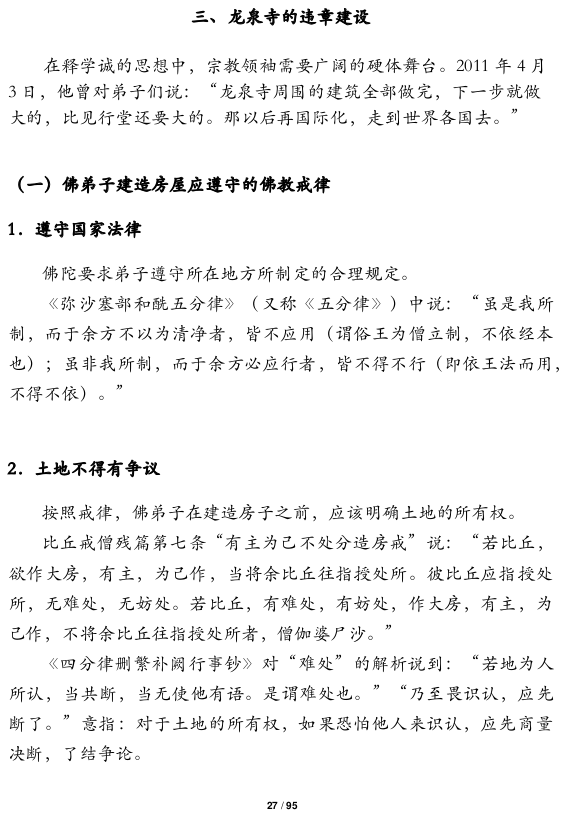 三、龙泉寺的违章建设
在释学诚的思想中，宗教领袖需要广阔的硬体舞台。2011 年 4 月
3 日，他曾对弟子们说：“龙泉寺周围的建筑全部做完，下一步就做
大的，比见行堂还要大的。那以后再国际化，走到世界各国去。”
（一）佛弟子建造房屋应遵守的佛教戒律
1．遵守国家法律
佛陀要求弟子遵守所在地方所制定的合理规定。
《弥沙塞部和酰五分律》（又称《五分律》）中说：“虽是我所
制，而于余方不以为清净者，皆不应用（谓俗王为僧立制，不依经本
也）；虽非我所制，而于余方必应行者，皆不得不行（即依王法而用，
不得不依）。”
2．土地不得有争议
按照戒律，佛弟子在建造房子之前，应该明确土地的所有权。
比丘戒僧残篇第七条“有主为己不处分造房戒”说：“若比丘，
欲作大房，有主，为己作，当将余比丘往指授处所。彼比丘应指授处
所，无难处，无妨处。若比丘，有难处，有妨处，作大房，有主，为
己作，不将余比丘往指授处所者，僧伽婆尸沙。”
《四分律删繁补阙行事钞》对“难处”的解析说到：“若地为人
所认，当共断，当无使他有语。是谓难处也。”“乃至畏识认，应先
断了。”意指：对于土地的所有权，如果恐怕他人来识认，应先商量
决断，了结争论。
27 / 95